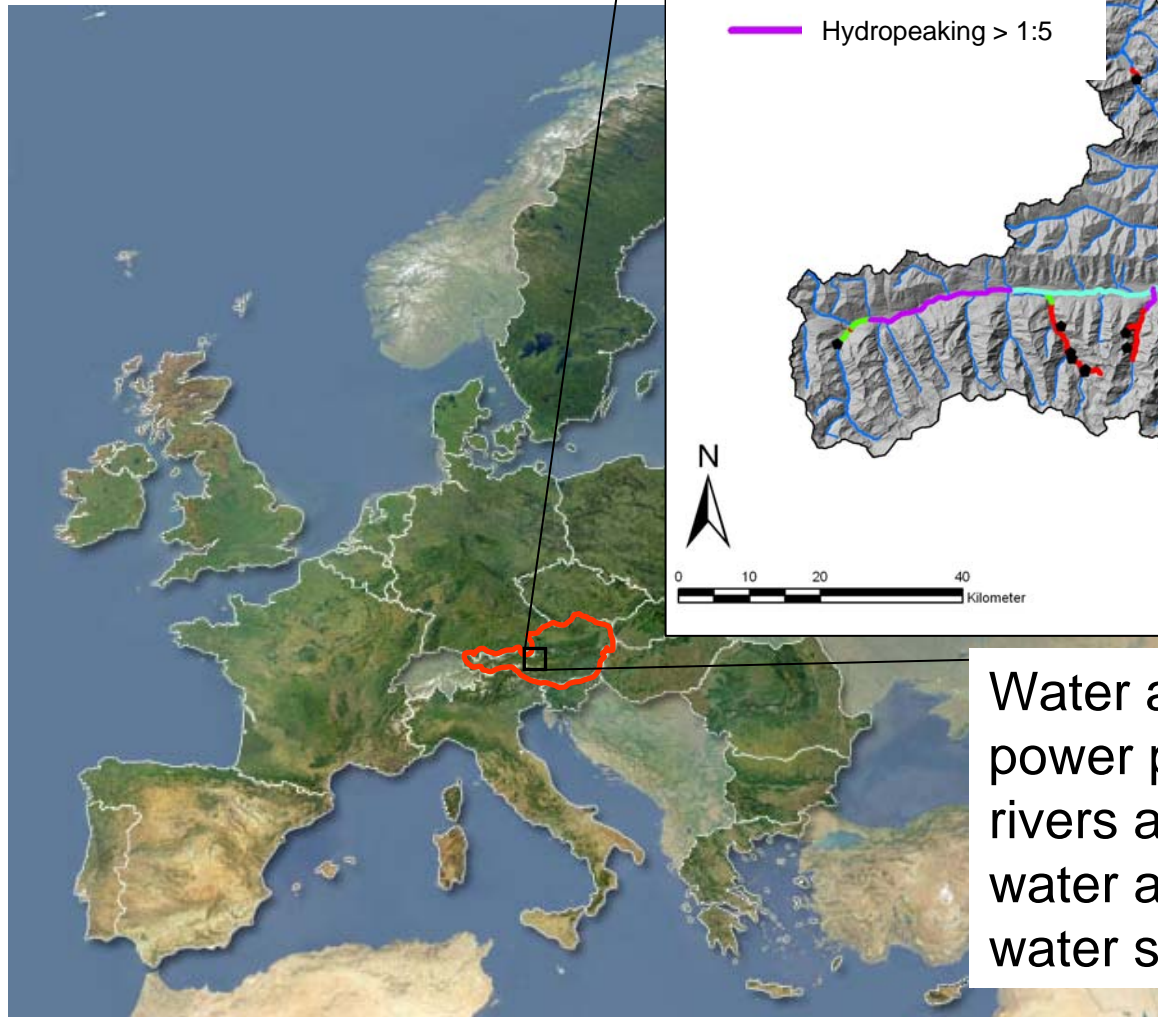 Hydropeaking > 1:5
N
0 10 20 40
Kilometer
Water a
power p
rivers a
water a
water s